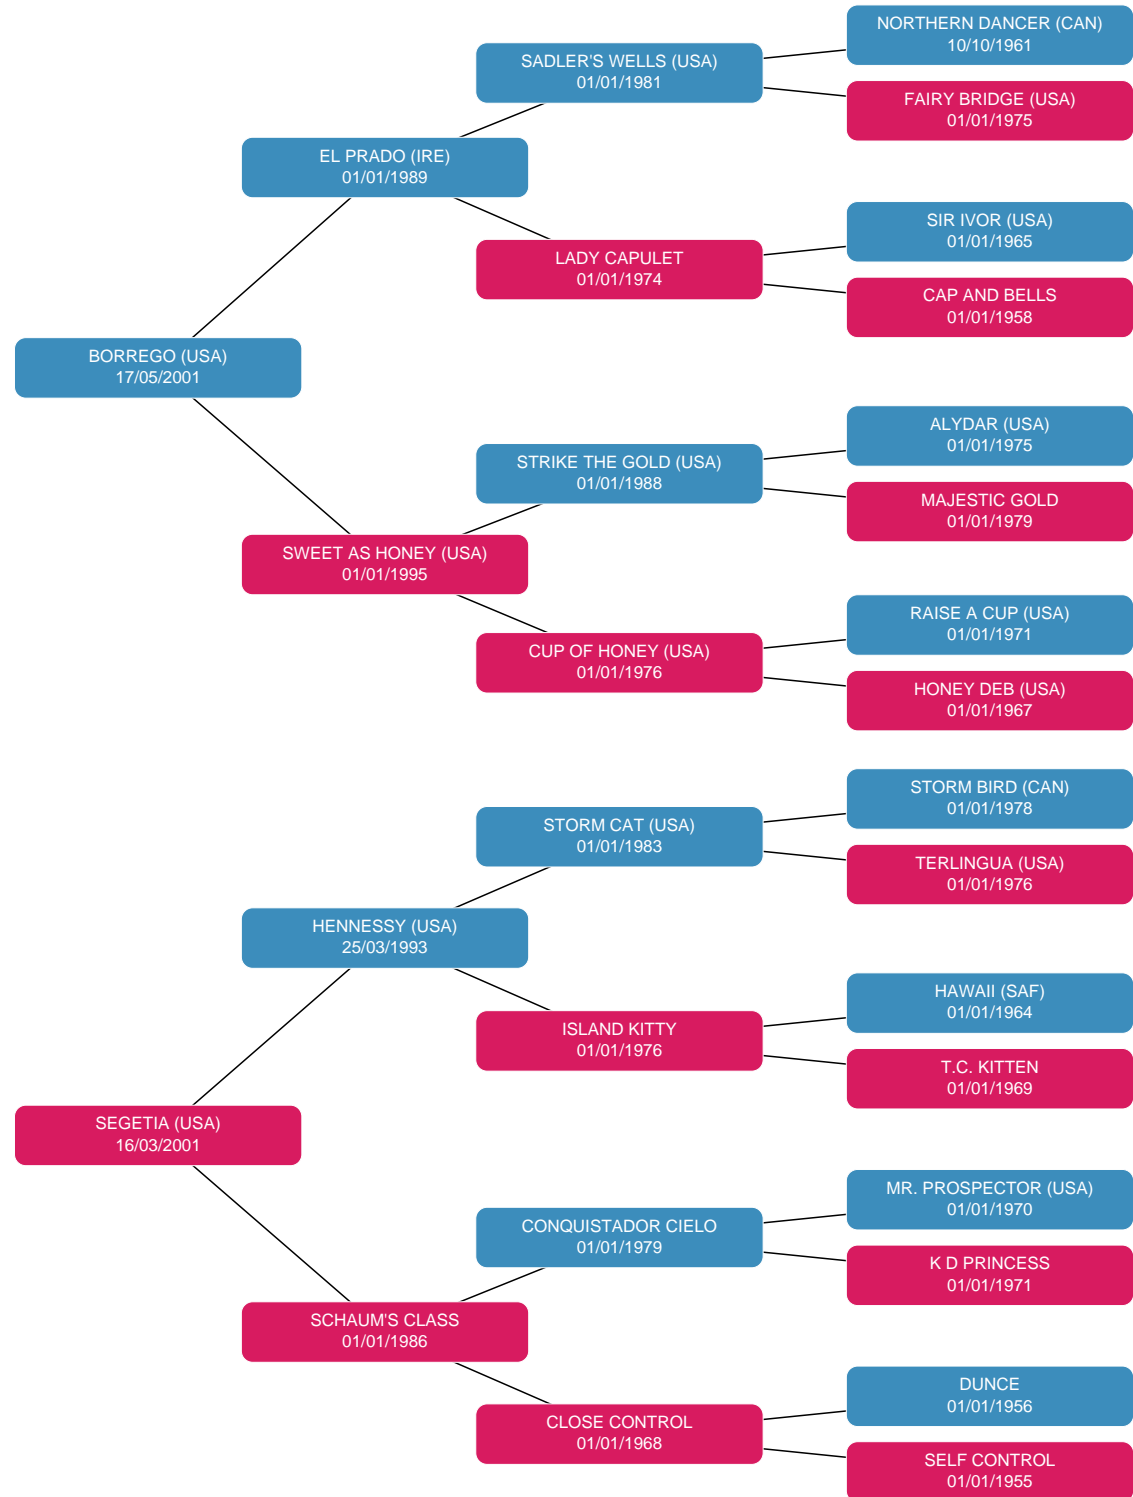 NORTHERN DANCER (CAN)
10/10/1961
SADLER'S WELLS (USA)
01/01/1981
FAIRY BRIDGE (USA)
01/01/1975
EL PRADO (IRE)
01/01/1989
SIR IVOR (USA)
01/01/1965
LADY CAPULET
01/01/1974
CAP AND BELLS
01/01/1958
BORREGO (USA)
17/05/2001
ALYDAR (USA)
01/01/1975
STRIKE THE GOLD (USA)
01/01/1988
MAJESTIC GOLD
01/01/1979
SWEET AS HONEY (USA)
01/01/1995
RAISE A CUP (USA)
01/01/1971
CUP OF HONEY (USA)
01/01/1976
HONEY DEB (USA)
01/01/1967
STORM BIRD (CAN)
01/01/1978
STORM CAT (USA)
01/01/1983
TERLINGUA (USA)
01/01/1976
HENNESSY (USA)
25/03/1993
HAWAII (SAF)
01/01/1964
ISLAND KITTY
01/01/1976
T.C. KITTEN
01/01/1969
SEGETIA (USA)
16/03/2001
MR. PROSPECTOR (USA)
01/01/1970
CONQUISTADOR CIELO
01/01/1979
K D PRINCESS
01/01/1971
SCHAUM'S CLASS
01/01/1986
DUNCE
01/01/1956
CLOSE CONTROL
01/01/1968
SELF CONTROL
01/01/1955